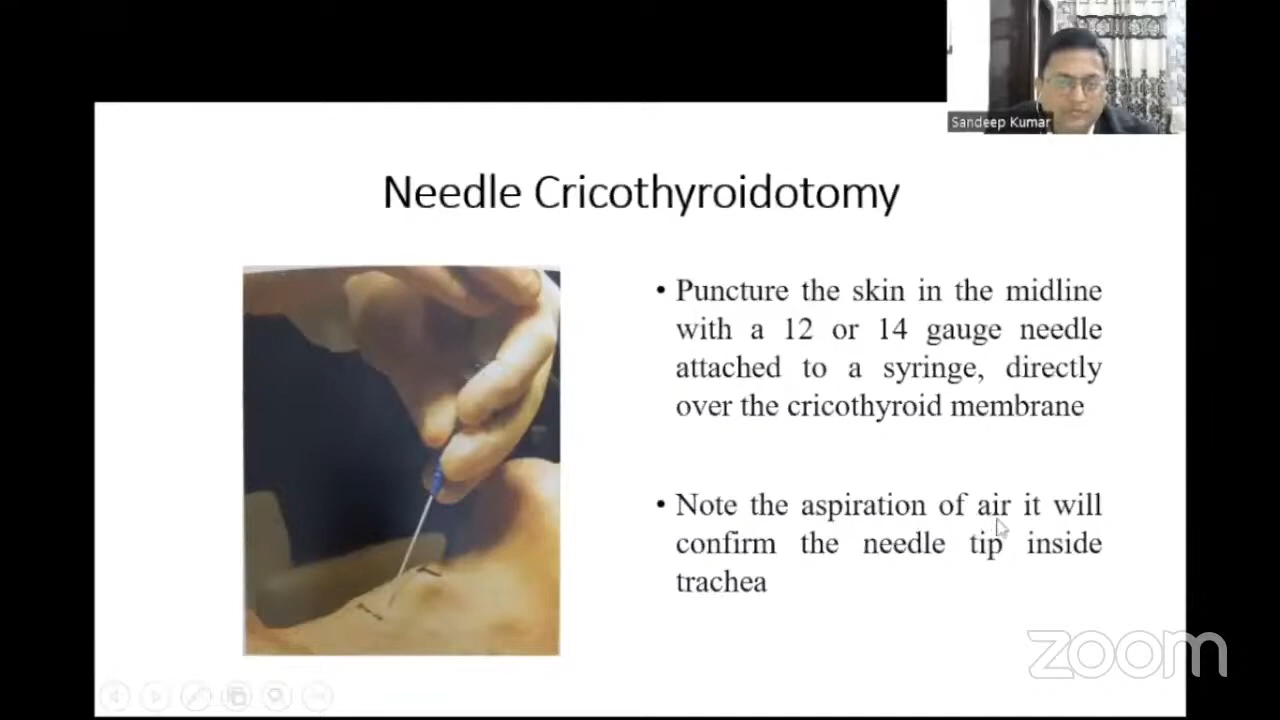 Sandeep Kumar
Needle Cricothyroidotomy
• Puncture the skin in the midline
with a 12 or 14 gauge needle
attached to a syringe, directly
over the cricothyroid membrane
• Note the aspiration of air it will
confirm the needle tip inside
trachea
zoom